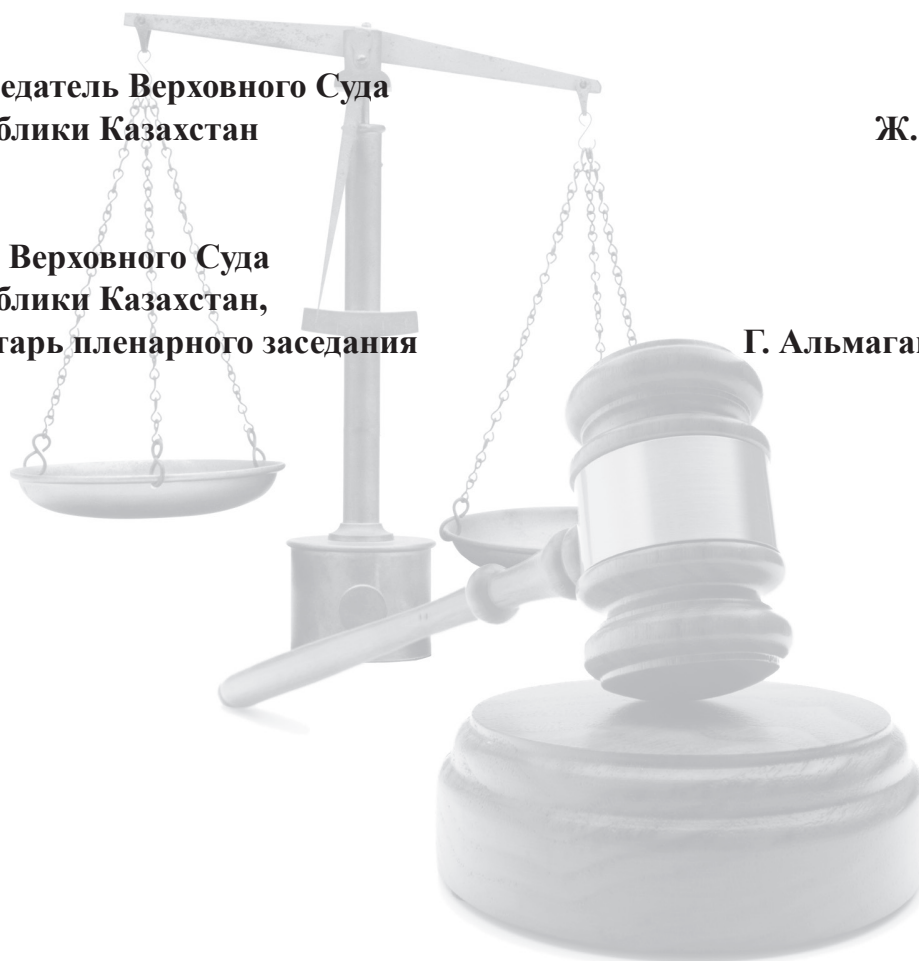 едатель Верховного Суда
блики Казахстан Ж.
Верховного Суда
блики Казахстан,
тарь пленарного заседания Г. Альмага